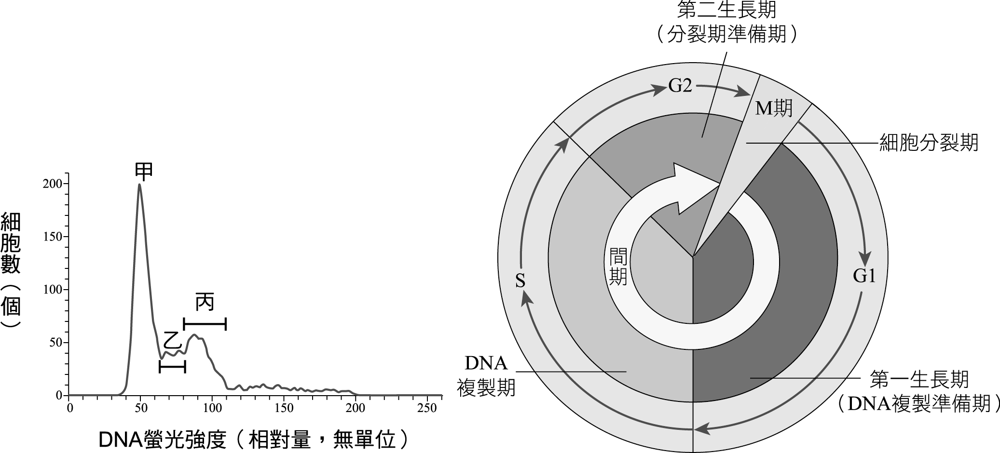 甲
乙
丙
200
150
100
50
0
細胞數（個）
0 50 100 150 200 250
DNA螢光強度（相對量，無單位）
第二生長期
（分裂期準備期）
G2
M期
細胞分裂期
G1
S
間期
DNA
複製期
第一生長期
（DNA複製準備期）